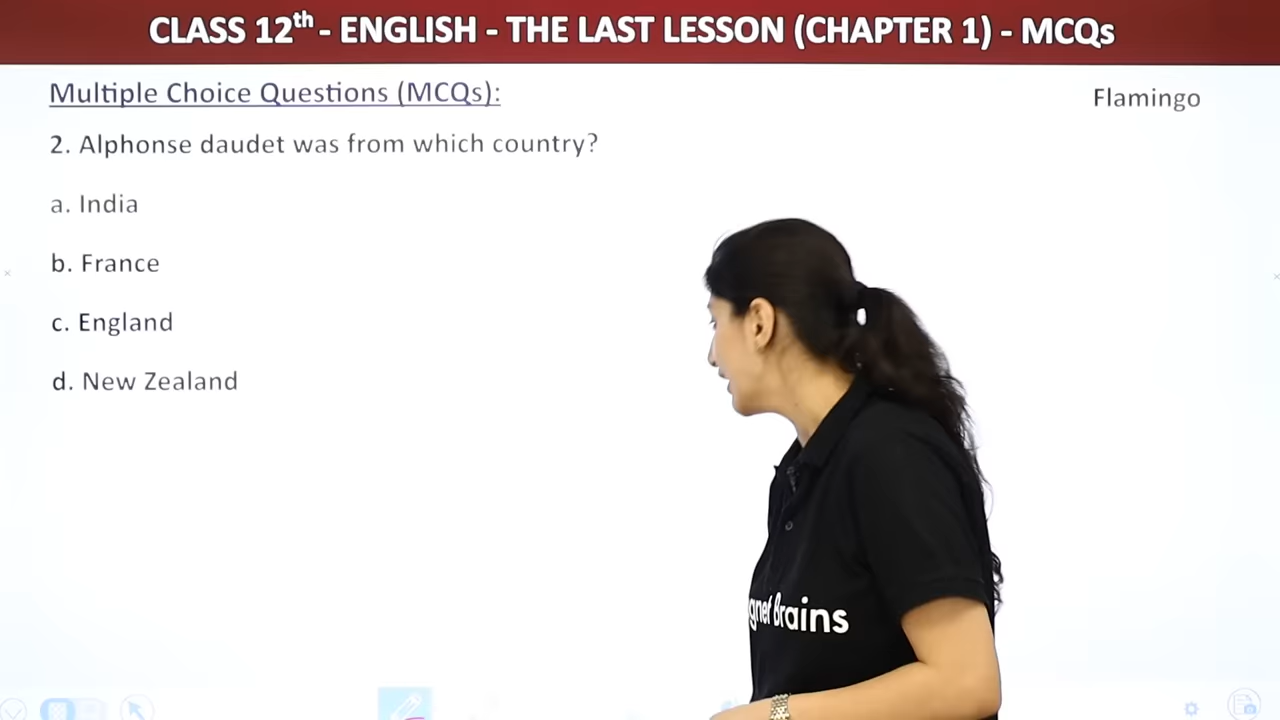 CLASS 12th - ENGLISH - THE LAST LESSON (CHAPTER 1) - MCQs
Multiple Choice Questions (MCQs):
Flamingo
2. Alphonse daudet was from which country?
a. India
b. France
c. England
d. New Zealand
Brains